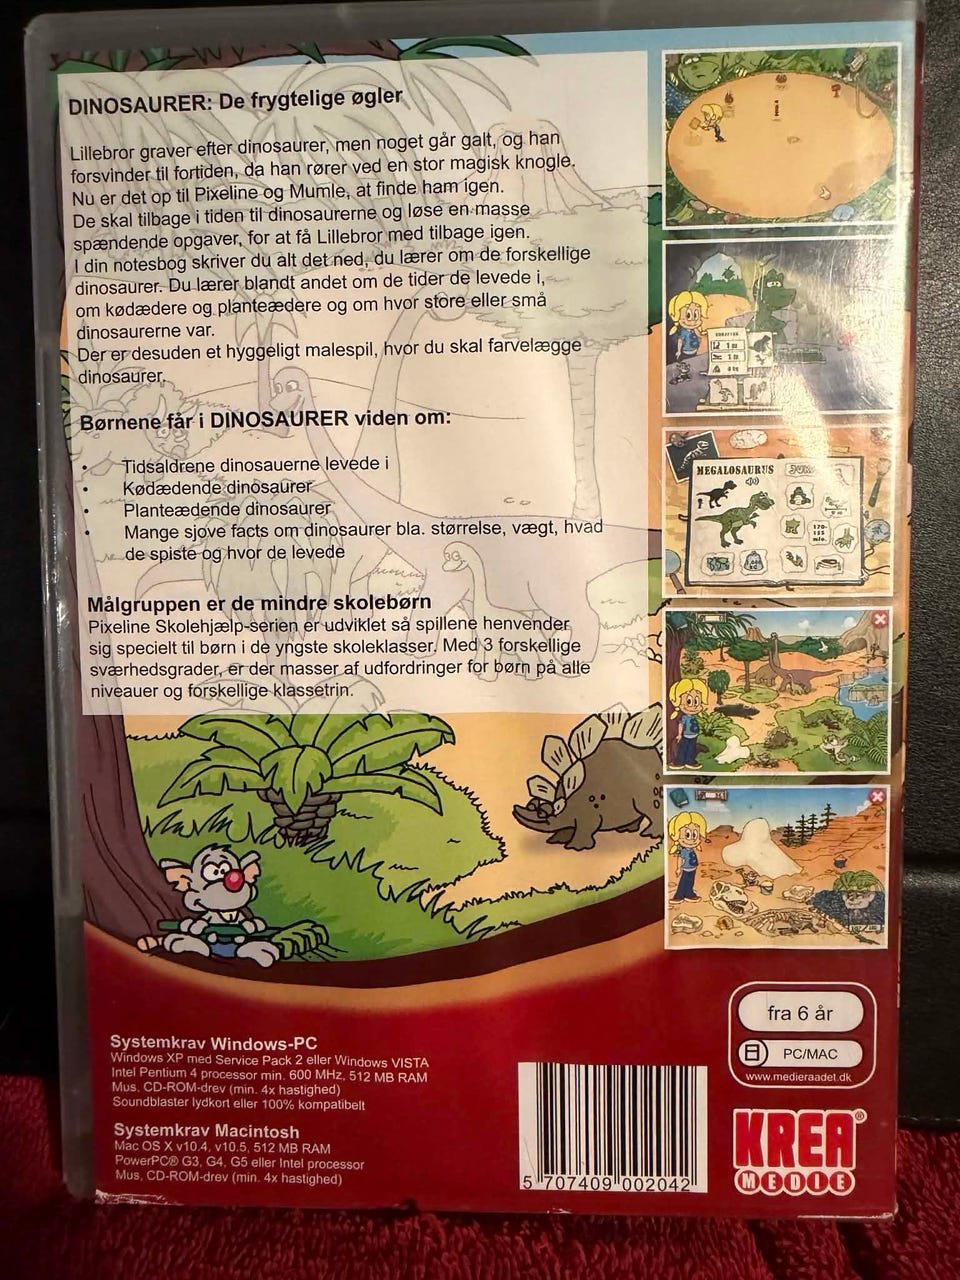 DINOSAURER: De frygtelige øgler
Lillebror graver efter dinosaurer, men noget går galt, og han
forsvinder til fortiden, da han rører ved en stor magisk knogle.
Nu er det op til Pixeline og Mumle, at finde ham igen.
De skal tilbage i tiden til dinosaurerne og løse en masse
spændende opgaver, for at få Lillebror med tilbage igen.
I din notesbog skriver du alt det ned, du lærer om de forskellige
dinosaurer. Du lærer blandt andet om de tider de levede i,
om kødædere og planteædere og om hvor store eller små
dinosaurerne var.
Der er desuden et hyggeligt malespil, hvor du skal farvelægge
dinosaurer.
Børnene får i DINOSAURER viden om:
• Tidsaldrene dinosauerne levede i
• Kødædende dinosaurer
• Planteædende dinosaurer
• Mange sjove facts om dinosaurer bla. størrelse, vægt, hvad
de spiste og hvor de levede
Målgruppen er de mindre skolebørn
Pixeline Skolehjælp-serien er udviklet så spillene henvender
sig specielt til børn i de yngste skoleklasser. Med 3 forskellige
sværhedsgrader, er der masser af udfordringer for børn på alle
niveauer og forskellige klassetrin.
MEGALOSAURUS
Systemkrav Windows-PC
Windows XP med Service Pack 2 eller Windows VISTA
Intel Pentium 4 processor min. 600 MHz, 512 MB RAM
Mus, CD-ROM-drev (min. 4x hastighed)
Soundblaster lydkort eller 100% kompatibelt
Systemkrav Macintosh
Mac OS X v10.4, v10.5, 512 MB RAM
PowerPC® G3, G4, G5 eller Intel processor
Mus, CD-ROM-drev (min. 4x hastighed)
5 707409 002042
fra 6 år
PC/MAC
www.medieraadet.dk
KREA®
MEDIE